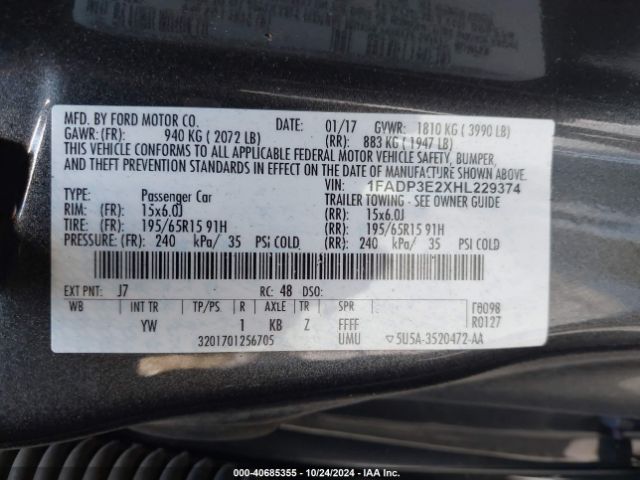 MFD. BY FORD MOTOR CO. DATE: 01/17 GVWR: 1810 KG ( 3990 LB)
GAWR: (FR): 940 KG ( 2072 LB) (RR): 883 KG ( 1947 LB)
THIS VEHICLE CONFORMS TO ALL APPLICABLE FEDERAL MOTOR VEHICLE SAFETY, BUMPER,
AND THEFT PREVENTION STANDARDS IN EFFECT ON THE DATE OF MANUFACTURE SHOWN ABOVE.
VIN: 1FADP3E2XHL229374
TYPE: Passenger Car TRAILER TOWING - SEE OWNER GUIDE
RIM: (FR): 15x6.0J (RR): 15x6.0J
TIRE: (FR): 195/65R15 91H (RR): 195/65R15 91H
PRESSURE: (FR): 240 kPa/ 35 PSI COLD (RR): 240 kPa/ 35 PSI COLD
EXT PNT: J7 RC: 48 DSO:
WB INT TR TP/PS R AXLE TR SPR
YW 1 KB Z FFFF
R0127
3201701256705 UMU ▽5U5A-3520472-AA
© COPART -40685355 - 10/24/2024 - IAA Inc.